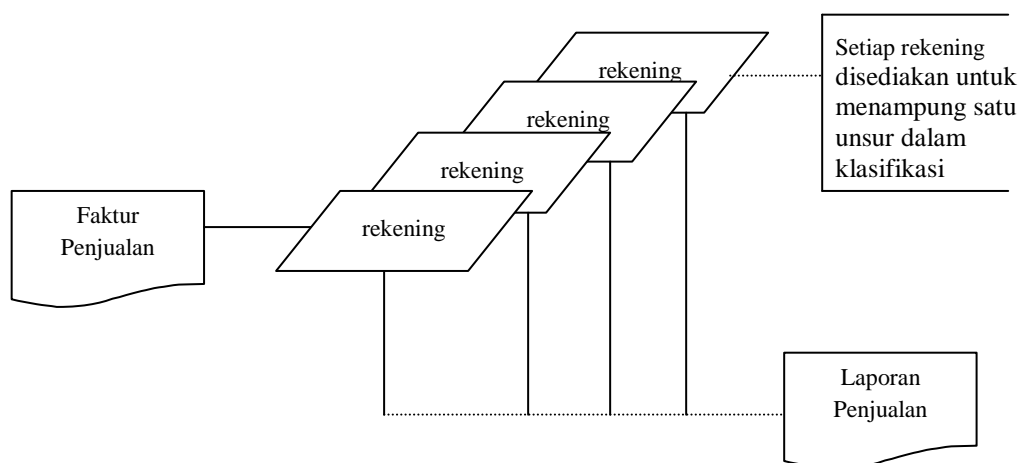 Setiap rekening
disediakan untuk
menampung satu
unsur dalam
klasifikasi
rekening
rekening
rekening
rekening
Faktur
Penjualan
Laporan
Penjualan